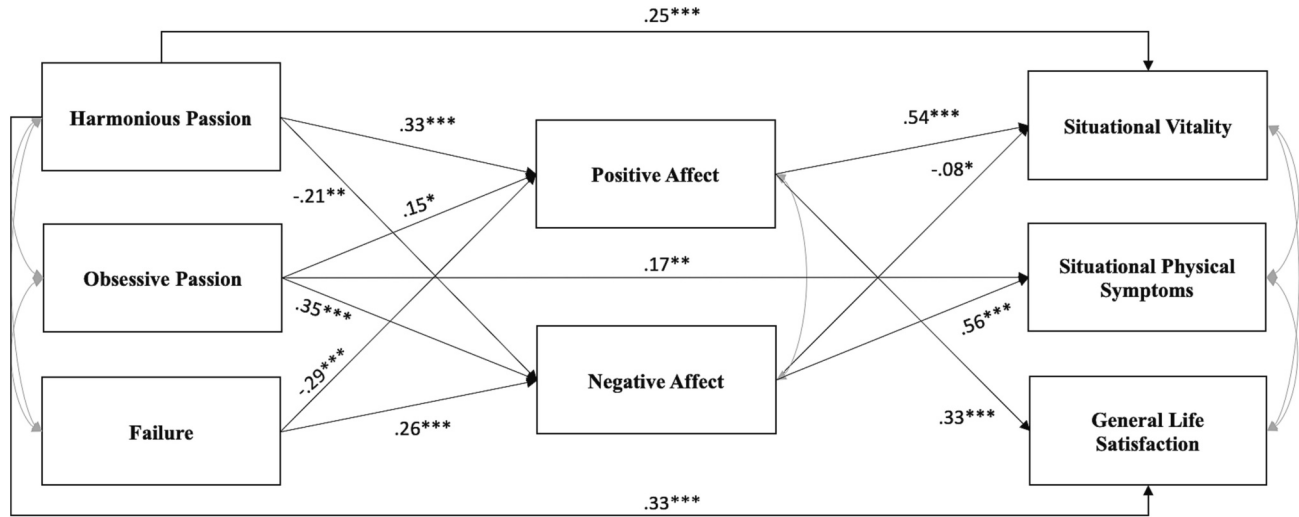 .25***
Harmonious Passion
Situational Vitality
.33***
.54***
Positive Affect
-.08*
-.21**
.15*
Obsessive Passion
.17**
Situational Physical
Symptoms
.35***
.56***
-.29***
Negative Affect
Failure
.26***
.33***
General Life
Satisfaction
.33***